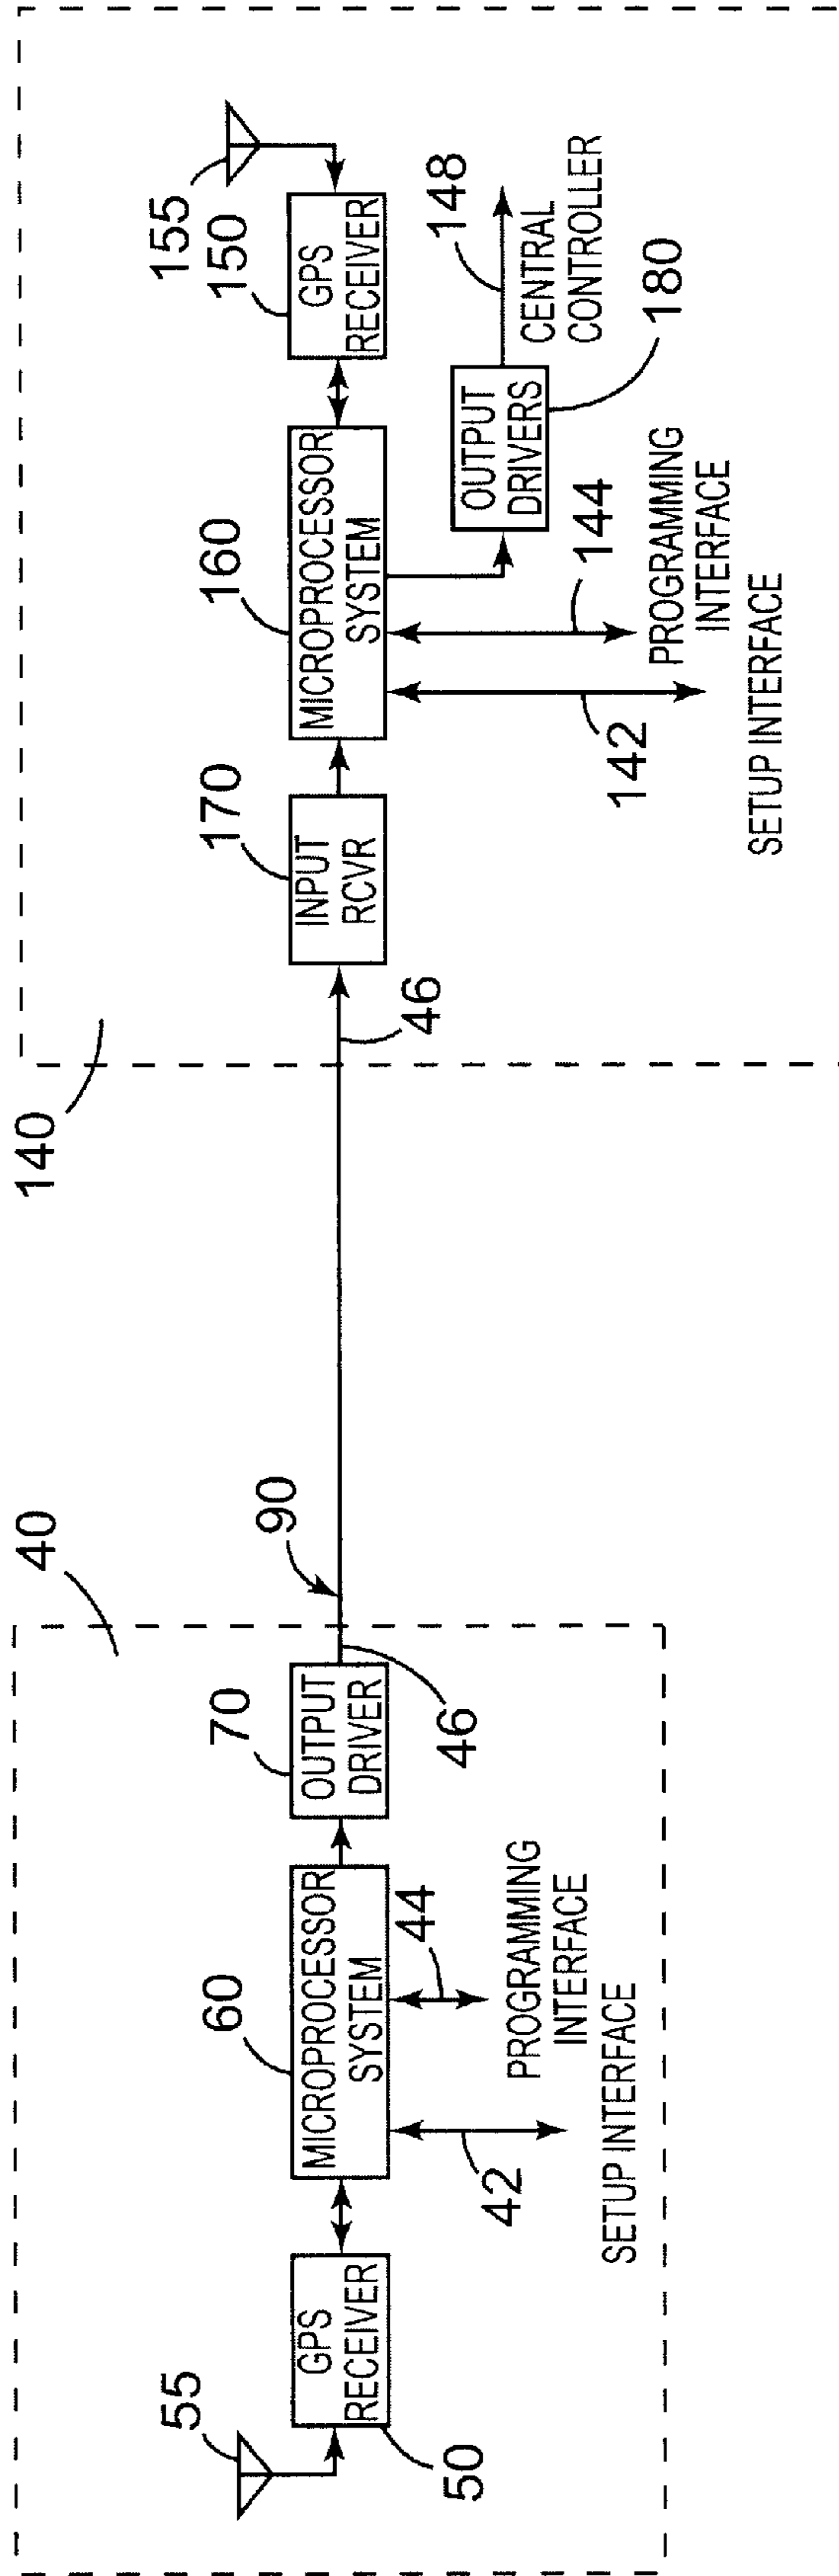 40
55
GPS
RECEIVER
50
60
MICROPROCESSOR
SYSTEM
42
SETUP INTERFACE
44
PROGRAMMING
INTERFACE
70
OUTPUT
DRIVER
46
90
140
46
170
INPUT
RCVR
160
MICROPROCESSOR
SYSTEM
142
SETUP INTERFACE
144
PROGRAMMING
INTERFACE
155
150
GPS
RECEIVER
OUTPUT
DRIVERS
180
148
CENTRAL
CONTROLLER